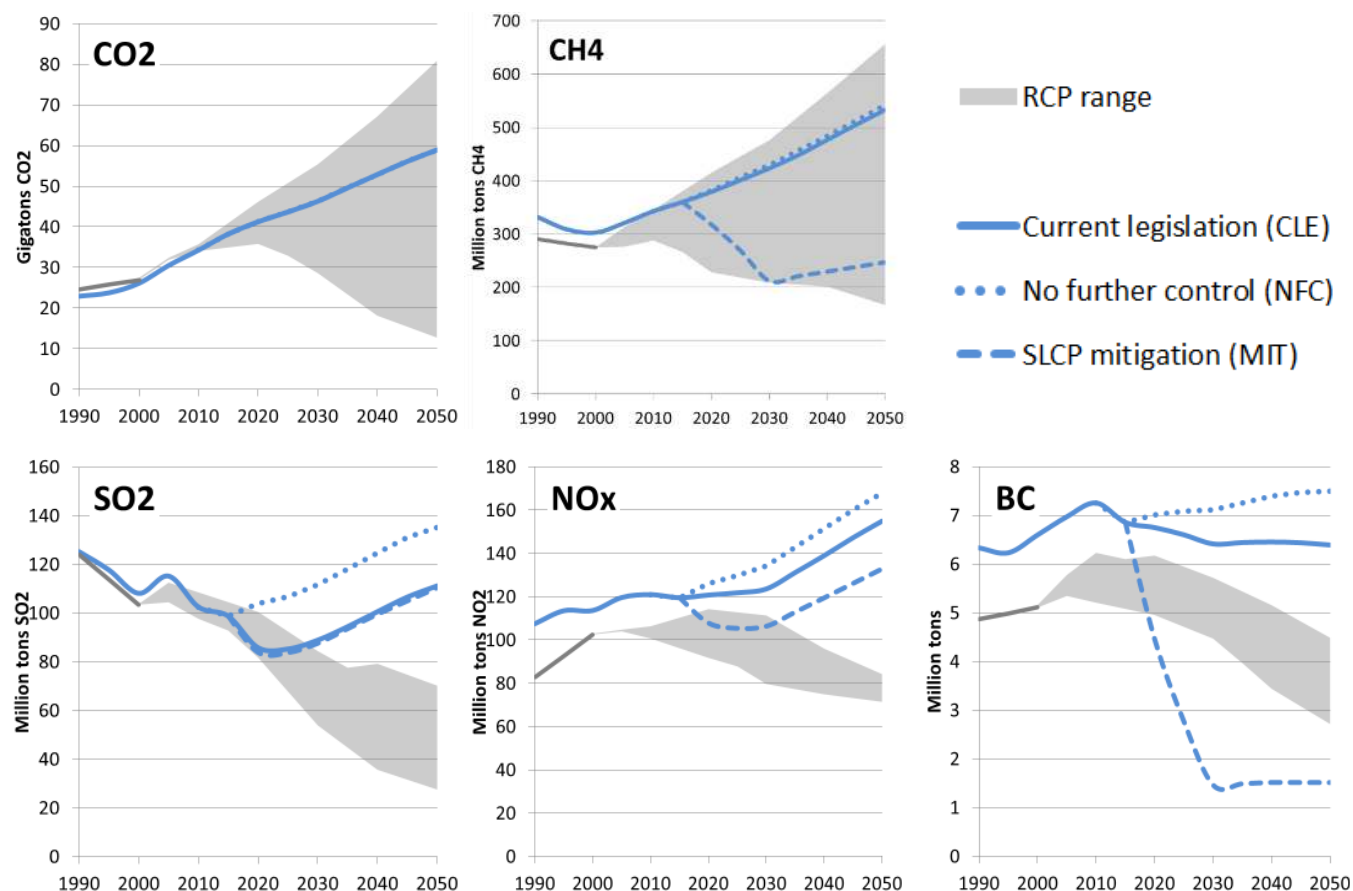 CO2
Gigatons CO2
90
80
70
60
50
40
30
20
10
0
1990 2000 2010 2020 2030 2040 2050
CH4
Million tons CH4
700
600
500
400
300
200
100
0
1990 2000 2010 2020 2030 2040 2050
RCP range
Current legislation (CLE)
No further control (NFC)
SLCP mitigation (MIT)
SO2
Million tons SO2
160
140
120
100
80
60
40
20
0
1990 2000 2010 2020 2030 2040 2050
NOx
Million tons NO2
180
160
140
120
100
80
60
40
20
0
1990 2000 2010 2020 2030 2040 2050
BC
Million tons
8
7
6
5
4
3
2
1
0
1990 2000 2010 2020 2030 2040 2050